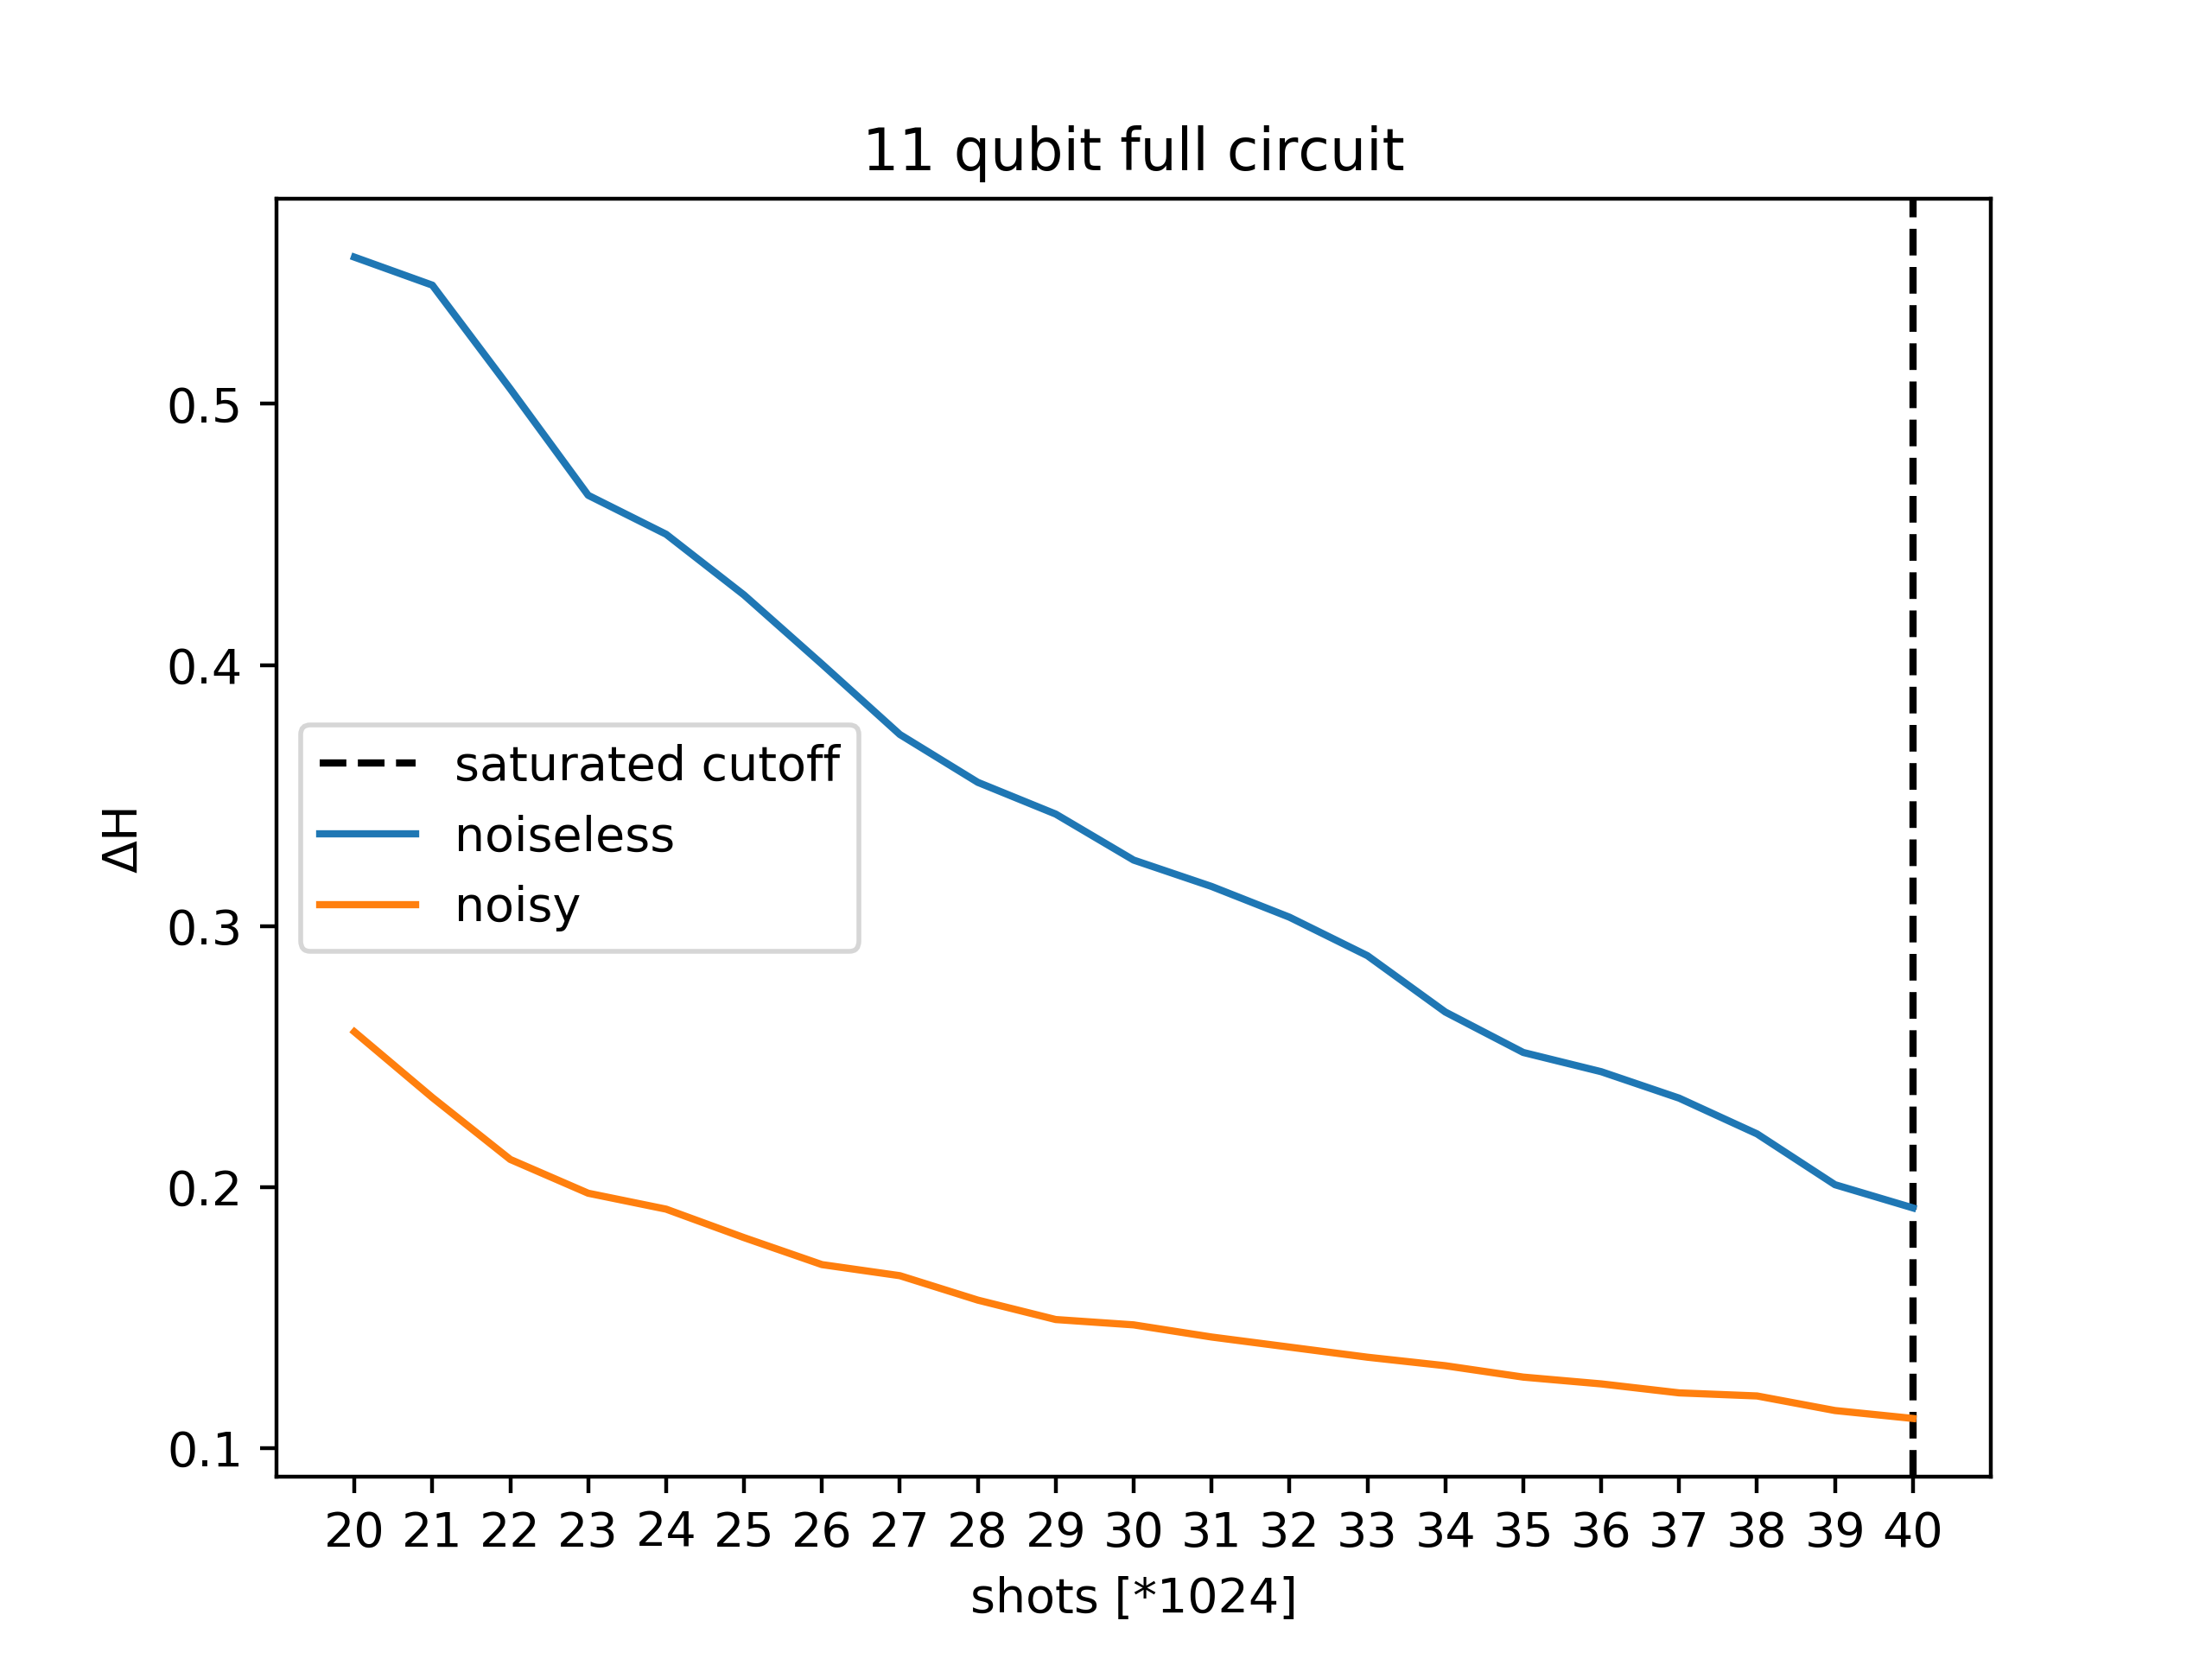 11 qubit full circuit
0.5
0.4
0.3
0.2
0.1
ΔH
saturated cutoff
noiseless
noisy
20 21 22 23 24 25 26 27 28 29 30 31 32 33 34 35 36 37 38 39 40
shots [*1024]